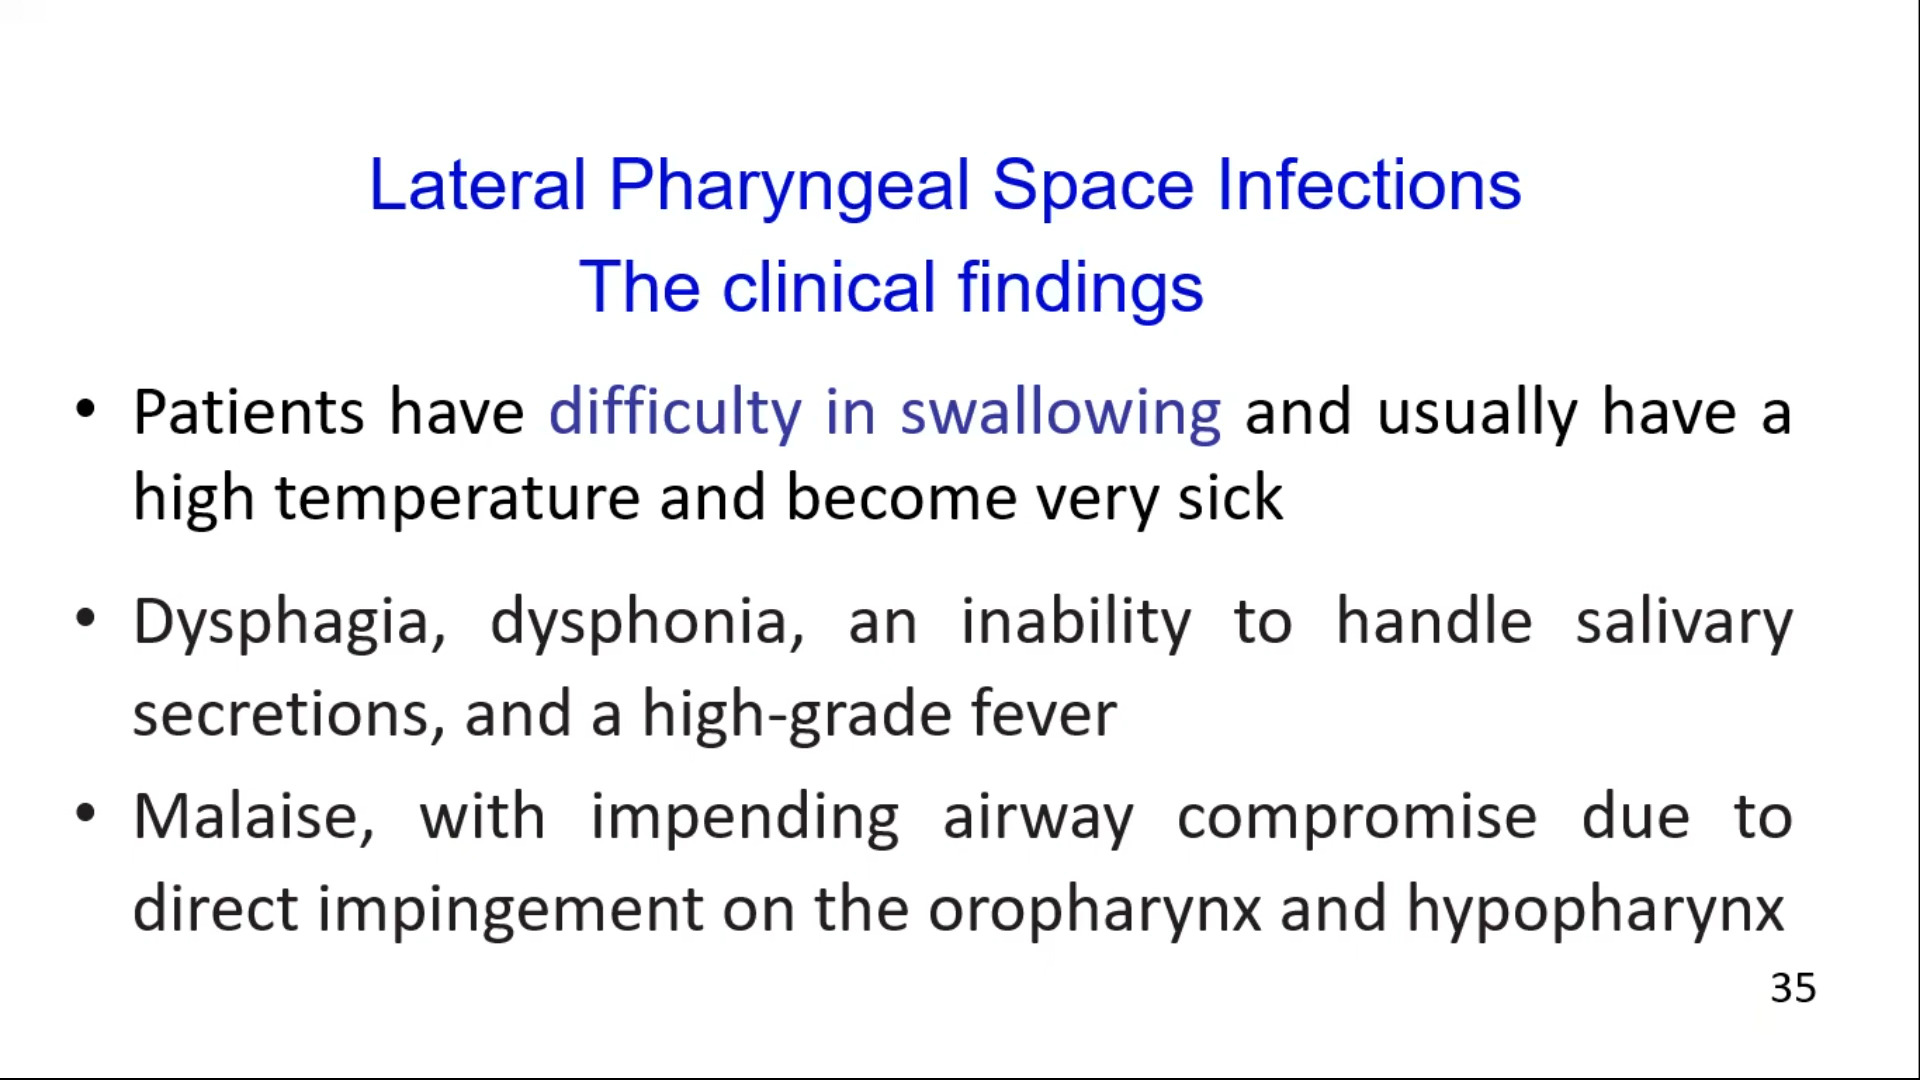 Lateral Pharyngeal Space Infections
The clinical findings
• Patients have difficulty in swallowing and usually have a
high temperature and become very sick
• Dysphagia, dysphonia, an inability to handle salivary
secretions, and a high-grade fever
• Malaise, with impending airway compromise due to
direct impingement on the oropharynx and hypopharynx
35